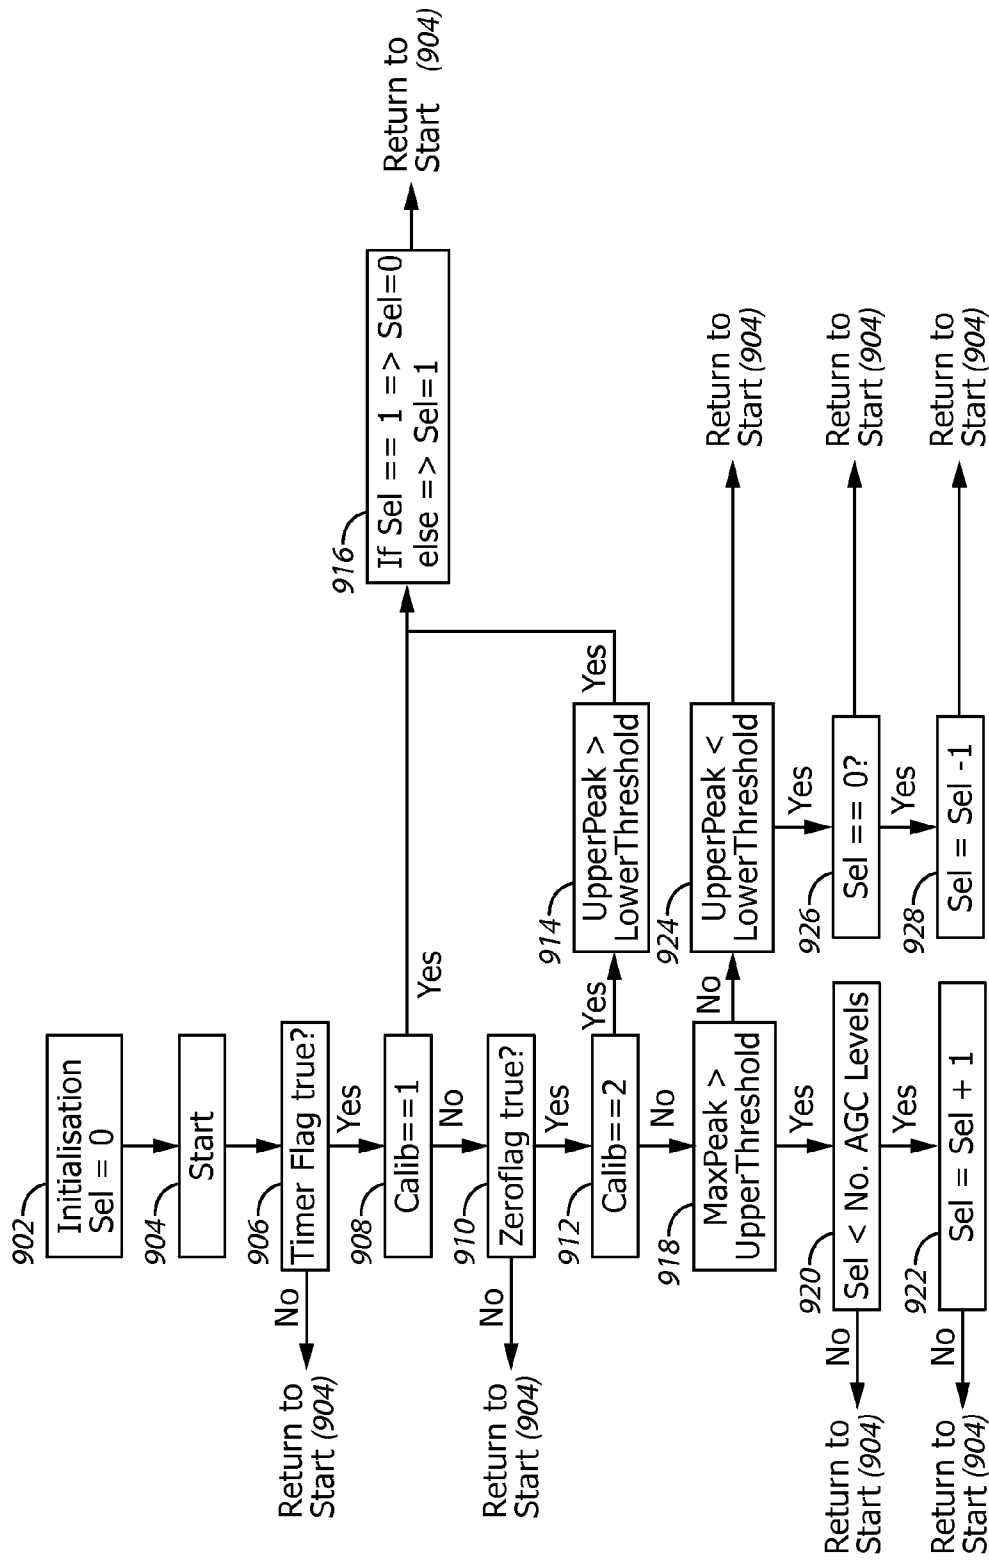 902
Initialisation
Sel = 0
904
Start
906
Timer Flag true?
No
Return to
Start (904)
Yes
908
Calib==1
Yes
No
910
Zeroflag true?
No
Return to
Start (904)
Yes
912
Calib==2
Yes
914
UpperPeak >
LowerThreshold
Yes
916
If Sel == 1 => Sel=0
else => Sel=1
Return to
Start (904)
No
918
MaxPeak >
UpperThreshold
No
924
UpperPeak <
LowerThreshold
Return to
Start (904)
Yes
926
Sel == 0?
Return to
Start (904)
Yes
928
Sel = Sel -1
Return to
Start (904)
Yes
920
Sel < No. AGC Levels
No
Return to
Start (904)
Yes
922
Sel = Sel + 1
No
Return to
Start (904)